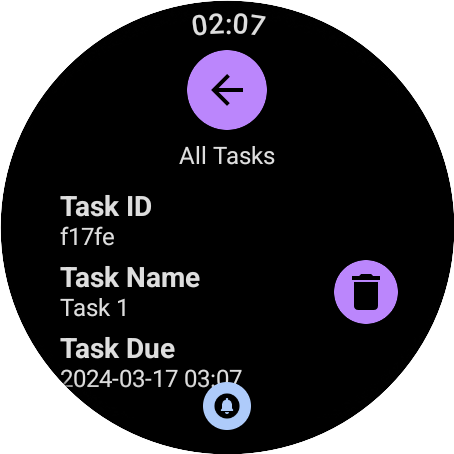 02:07
All Tasks
Task ID
f17fe
Task Name
Task 1
Task Due
2024-03-17 03:07